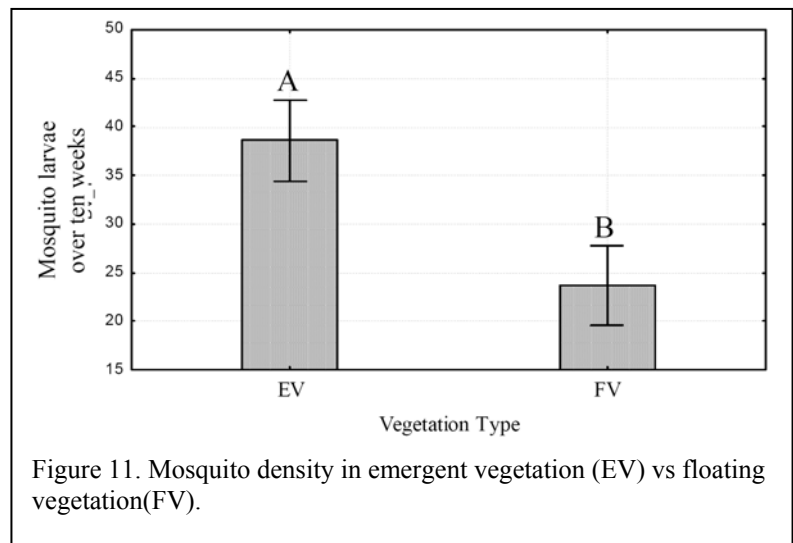 50
45
40
35
30
25
20
15
Mosquito larvae
over ten weeks
A
B
EV
FV
Vegetation Type
Figure 11. Mosquito density in emergent vegetation (EV) vs floating
vegetation(FV).